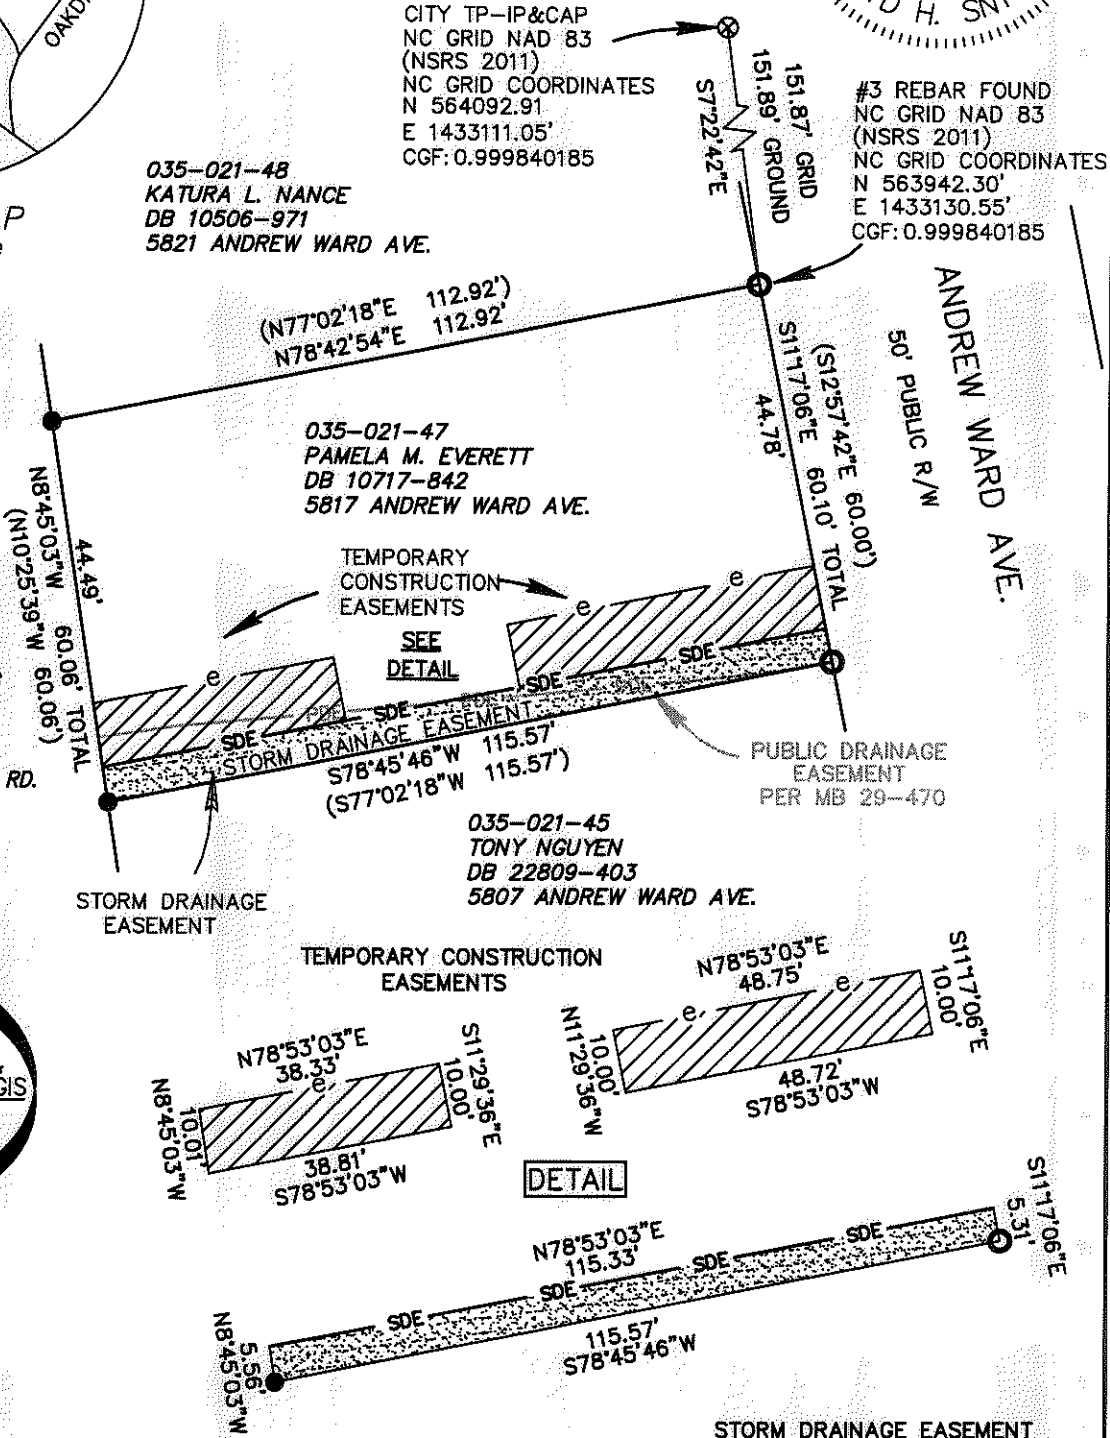 OAKD
D H. SN
CITY TP-IP&CAP
NC GRID NAD 83
(NSRS 2011)
NC GRID COORDINATES
N 564092.91
E 1433111.05'
CGF: 0.999840185
S7°22'42"E
151.87' GRID
151.89' GROUND
#3 REBAR FOUND
NC GRID NAD 83
(NSRS 2011)
NC GRID COORDINATES
N 563942.30'
E 1433130.55'
CGF: 0.999840185
035-021-48
KATURA L. NANCE
DB 10506-971
5821 ANDREW WARD AVE.
P
(N77°02'18"E 112.92')
N78°42'54"E 112.92'
ANDREW WARD AVE.
50' PUBLIC R/W
(S12°57'42"E 60.00')
S11°17'06"E 60.10' TOTAL
44.78'
035-021-47
PAMELA M. EVERETT
DB 10717-842
5817 ANDREW WARD AVE.
44.49'
N8°45'03"W 60.06' TOTAL
(N10°25'39"W 60.06')
TEMPORARY
CONSTRUCTION
EASEMENTS
SEE
DETAIL
e
e
e
SDE
SDE
SDE
SDE
STORM DRAINAGE EASEMENT
S78°45'46"W 115.57'
(S77°02'18"W 115.57')
PUBLIC DRAINAGE
EASEMENT
PER MB 29-470
RD.
035-021-45
TONY NGUYEN
DB 22809-403
5807 ANDREW WARD AVE.
STORM DRAINAGE
EASEMENT
TEMPORARY CONSTRUCTION
EASEMENTS
N78°53'03"E
48.75'
e
e
S11°17'06"E
10.00'
N11°29'36"W
10.00'
48.72'
S78°53'03"W
N78°53'03"E
38.33'
e
S11°29'36"E
10.00'
N8°45'03"W
10.01'
38.81'
S78°53'03"W
GIS
DETAIL
N78°53'03"E
115.33'
SDE
SDE
SDE
SDE
S11°17'06"E
5.31'
N8°45'03"W
5.56'
115.57'
S78°45'46"W
STORM DRAINAGE EASEMENT